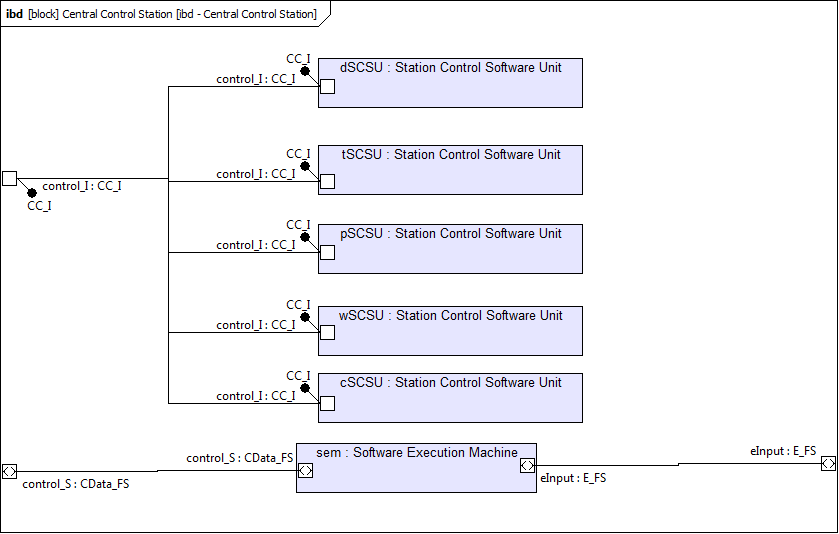 ibd [block] Central Control Station [ibd - Central Control Station]
CC_I
dSCSU : Station Control Software Unit
control_I : CC_I
CC_I
tSCSU : Station Control Software Unit
control_I : CC_I
control_I : CC_I
CC_I
CC_I
pSCSU : Station Control Software Unit
control_I : CC_I
CC_I
wSCSU : Station Control Software Unit
control_I : CC_I
CC_I
cSCSU : Station Control Software Unit
control_I : CC_I
sem : Software Execution Machine
control_S : CData_FS
eInput : E_FS
control_S : CData_FS
eInput : E_FS